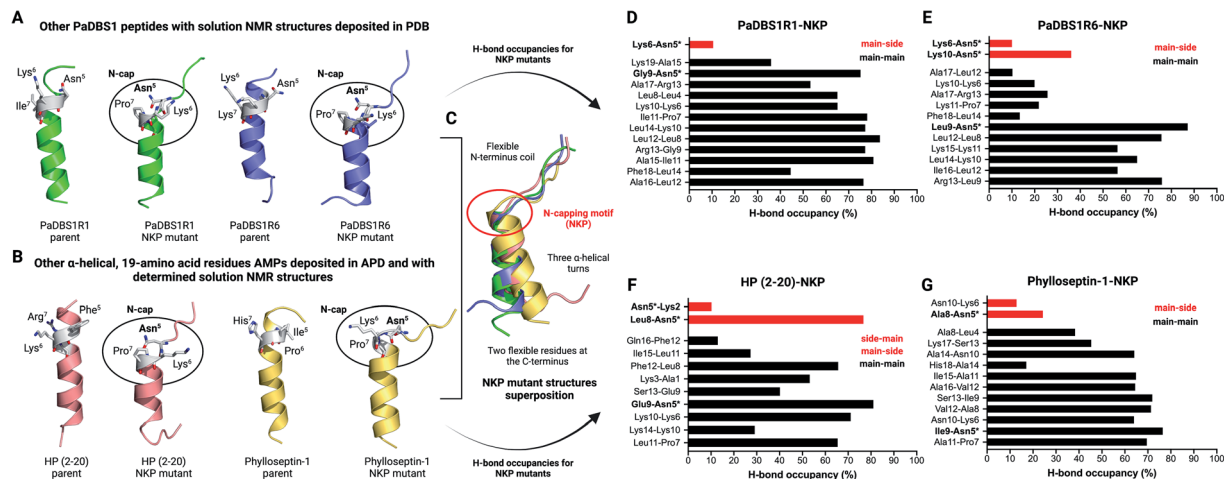 A
Other PaDBS1 peptides with solution NMR structures deposited in PDB
Lys⁶
Asn⁵
Ile⁷
N-cap
Asn⁵
Pro⁷
Lys⁶
Lys⁶
Asn⁵
Lys⁷
N-cap
Asn⁵
Pro⁷
Lys⁶
PaDBS1R1
parent
PaDBS1R1
NKP mutant
PaDBS1R6
parent
PaDBS1R6
NKP mutant
B
Other α-helical, 19-amino acid residues AMPs deposited in APD and with
determined solution NMR structures
Arg⁷
Phe⁵
Lys⁶
N-cap
Asn⁵
Pro⁷
Lys⁶
His⁷
Ile⁵
Pro⁶
N-cap
Lys⁶
Asn⁵
Pro⁷
HP (2-20)
parent
HP (2-20)
NKP mutant
Phylloseptin-1
parent
Phylloseptin-1
NKP mutant
H-bond occupancies for
NKP mutants
C
Flexible
N-terminus coil
N-capping motif
(NKP)
Three α-helical
turns
Two flexible residues at
the C-terminus
NKP mutant structures
superposition
H-bond occupancies for
NKP mutants
D
PaDBS1R1-NKP
Lys6-Asn5*
Lys19-Ala15
Gly9-Asn5*
Ala17-Arg13
Leu8-Leu4
Lys10-Lys6
Ile11-Pro7
Leu14-Lys10
Leu12-Leu8
Arg13-Gly9
Ala15-Ile11
Phe18-Leu14
Ala16-Leu12
main-side
main-main
0 10 20 30 40 50 60 70 80 90 100
H-bond occupancy (%)
E
PaDBS1R6-NKP
Lys6-Asn5*
Lys10-Asn5*
Ala17-Leu12
Lys10-Lys6
Ala17-Arg13
Lys11-Pro7
Phe18-Leu14
Leu9-Asn5*
Leu12-Leu8
Lys15-Lys11
Leu14-Lys10
Ile16-Leu12
Arg13-Leu9
main-side
main-main
0 10 20 30 40 50 60 70 80 90 100
H-bond occupancy (%)
F
HP (2-20)-NKP
Asn5*-Lys2
Leu8-Asn5*
Gln16-Phe12
Ile15-Leu11
Phe12-Leu8
Lys3-Ala1
Ser13-Glu9
Glu9-Asn5*
Lys10-Lys6
Lys14-Lys10
Leu11-Pro7
side-main
main-side
main-main
0 10 20 30 40 50 60 70 80 90 100
H-bond occupancy (%)
G
Phylloseptin-1-NKP
Asn10-Lys6
Ala8-Asn5*
Ala8-Leu4
Lys17-Ser13
Ala14-Asn10
His18-Ala14
Ile15-Ala11
Ala16-Val12
Ser13-Ile9
Val12-Ala8
Asn10-Lys6
Ile9-Asn5*
Ala11-Pro7
main-side
main-main
0 10 20 30 40 50 60 70 80 90 100
H-bond occupancy (%)